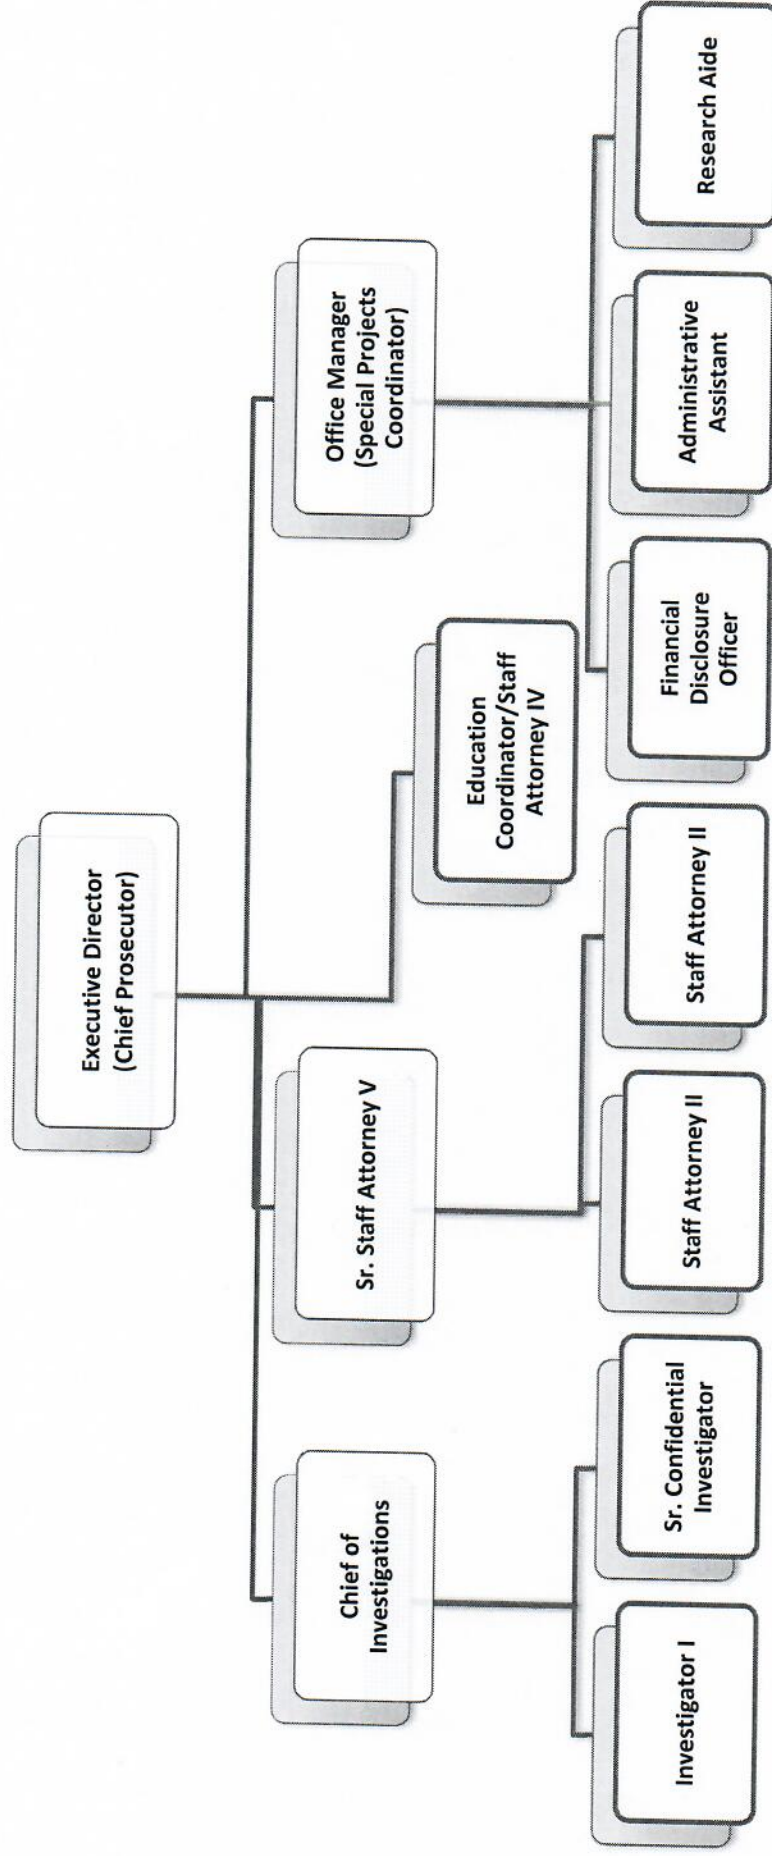 Executive Director
(Chief Prosecutor)
Chief of
Investigations
Sr. Staff Attorney V
Office Manager
(Special Projects
Coordinator)
Education
Coordinator/Staff
Attorney IV
Investigator I
Sr. Confidential
Investigator
Staff Attorney II
Staff Attorney II
Financial
Disclosure
Officer
Administrative
Assistant
Research Aide